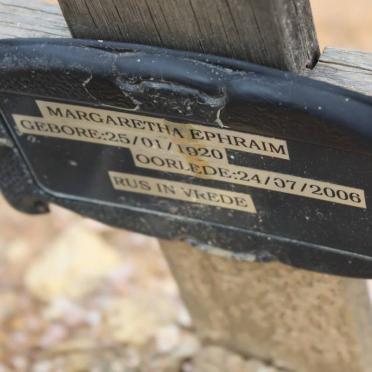 MARGARETHA EPHRAIM
GEBORE:25/01/1920
OORLEDE:24/07/2006
RUS IN VREDE